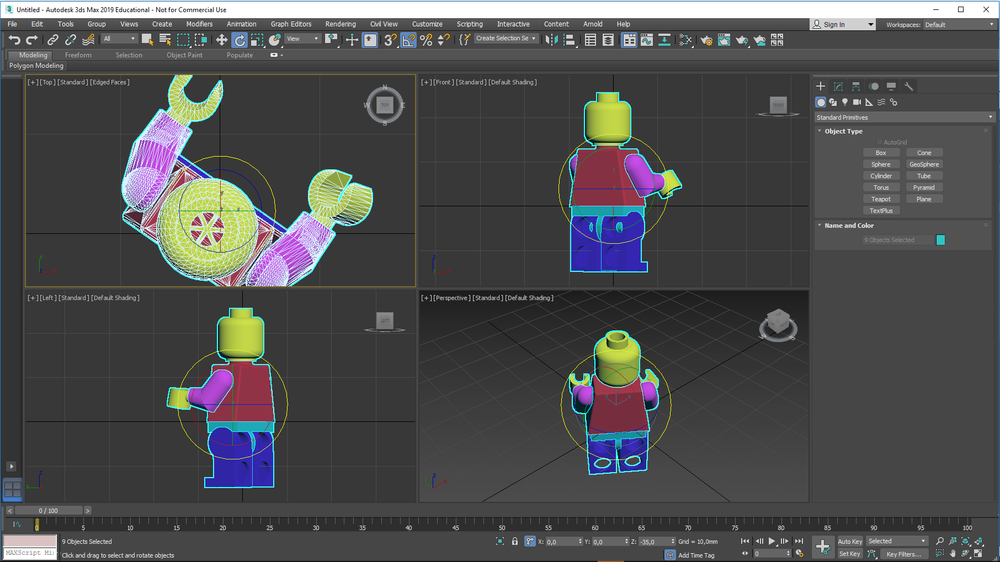 Untitled - Autodesk 3ds Max 2019 Educational - Not for Commercial Use
File Edit Tools Group Views Create Modifiers Animation Graph Editors Rendering Civil View Customize Scripting Interactive Content Arnold Help Sign In Workspaces: Default
All View 3 Create Selection Se
Modeling Freeform Selection Object Paint Populate
Polygon Modeling
[+] [Top] [Standard] [Edged Faces]
N
W TOP E
S
y
x
z
y
z x
[+] [Front] [Standard] [Default Shading]
FRONT
z
y
z
y x
[+] [Left] [Standard] [Default Shading]
LEFT
x
z
y
[+] [Perspective] [Standard] [Default Shading]
W S
z
y x
z
y x
Standard Primitives
Object Type
AutoGrid
Box Cone
Sphere GeoSphere
Cylinder Tube
Torus Pyramid
Teapot Plane
TextPlus
Name and Color
9 Objects Selected
< 0 / 100 >
0 5 10 15 20 25 30 35 40 45 50 55 60 65 70 75 80 85 90 95 100
9 Objects Selected X: 0,0 Y: 0,0 Z: -35,0 Grid = 10,0mm Auto Key Selected
MAXScript Mi Click and drag to select and rotate objects Add Time Tag 0 Set Key Key Filters...